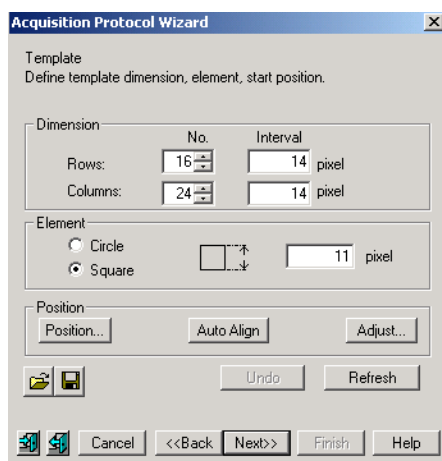 Acquisition Protocol Wizard
Template
Define template dimension, element, start position.
Dimension
No. Interval
Rows: 16 14 pixel
Columns: 24 14 pixel
Element
Circle
Square
11 pixel
Position
Position... Auto Align Adjust...
Undo Refresh
Cancel <<Back Next>> Finish Help